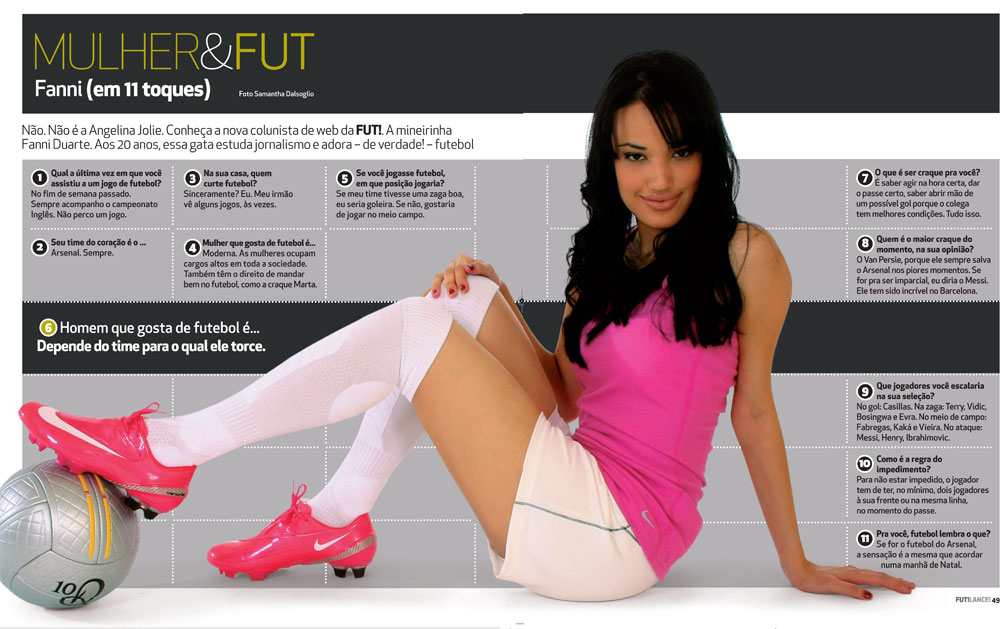 MULHER&FUT
Fanni (em 11 toques)
Foto Samantha Dalsoglio
Não. Não é a Angelina Jolie. Conheça a nova colunista de web da FUT!. A mineirinha
Fanni Duarte. Aos 20 anos, essa gata estuda jornalismo e adora – de verdade! – futebol
1 Qual a última vez em que você
assistiu a um jogo de futebol?
No fim de semana passado.
Sempre acompanho o campeonato
Inglês. Não perco um jogo.
2 Seu time do coração é o ...
Arsenal. Sempre.
3 Na sua casa, quem
curte futebol?
Sinceramente? Eu. Meu irmão
vê alguns jogos, às vezes.
4 Mulher que gosta de futebol é...
Moderna. As mulheres ocupam
cargos altos em toda a sociedade.
Também têm o direito de mandar
bem no futebol, como a craque Marta.
5 Se você jogasse futebol,
em que posição jogaria?
Se meu time tivesse uma zaga boa,
eu seria goleira. Se não, gostaria
de jogar no meio campo.
6 Homem que gosta de futebol é...
Depende do time para o qual ele torce.
7 O que é ser craque pra você?
É saber agir na hora certa, dar
o passe certo, saber abrir mão de
um possível gol porque o colega
tem melhores condições. Tudo isso.
8 Quem é o maior craque do
momento, na sua opinião?
O Van Persie, porque ele sempre salva
o Arsenal nos piores momentos. Se
for pra ser imparcial, eu diria o Messi.
Ele tem sido incrível no Barcelona.
9 Que jogadores você escalaria
na sua seleção?
No gol: Casillas. Na zaga: Terry, Vidic,
Bosingwa e Evra. No meio de campo:
Fabregas, Kaká e Vieira. No ataque:
Messi, Henry, Ibrahimovic.
10 Como é a regra do
impedimento?
Para não estar impedido, o jogador
tem de ter, no mínimo, dois jogadores
à sua frente ou na mesma linha,
no momento do passe.
11 Pra você, futebol lembra o que?
Se for o futebol do Arsenal,
a sensação é a mesma que acordar
numa manhã de Natal.
10
FUT!LANCE! 49